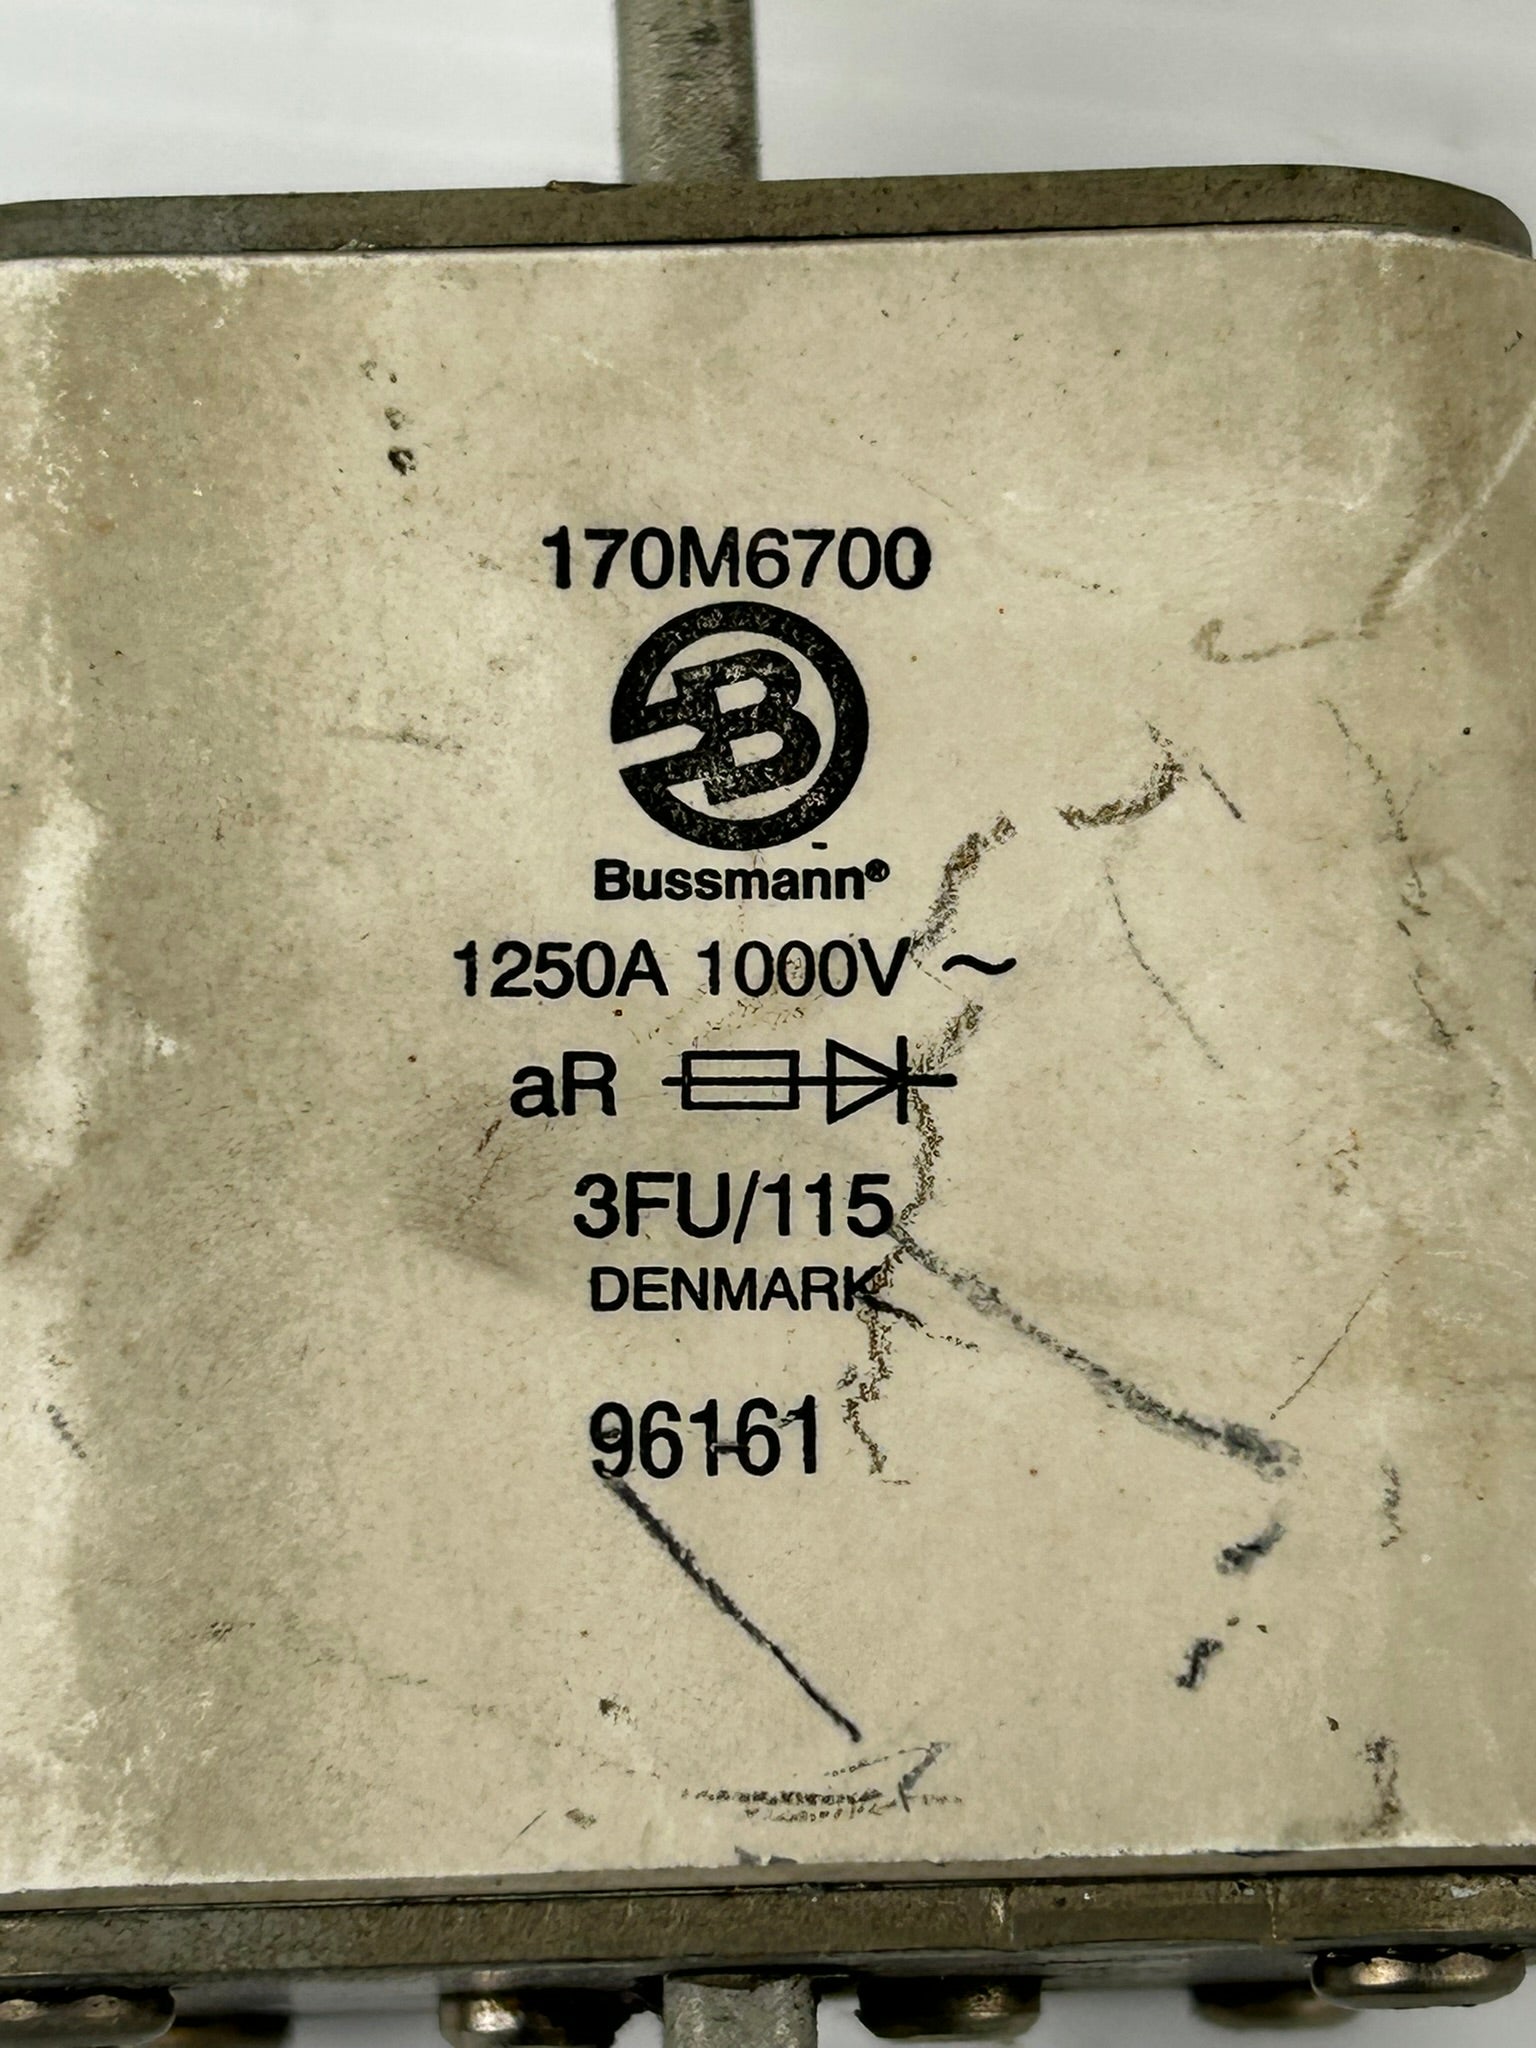 170M6700
B
Bussmann®
1250A 1000V ~
aR
3FU/115
DENMARK
96161